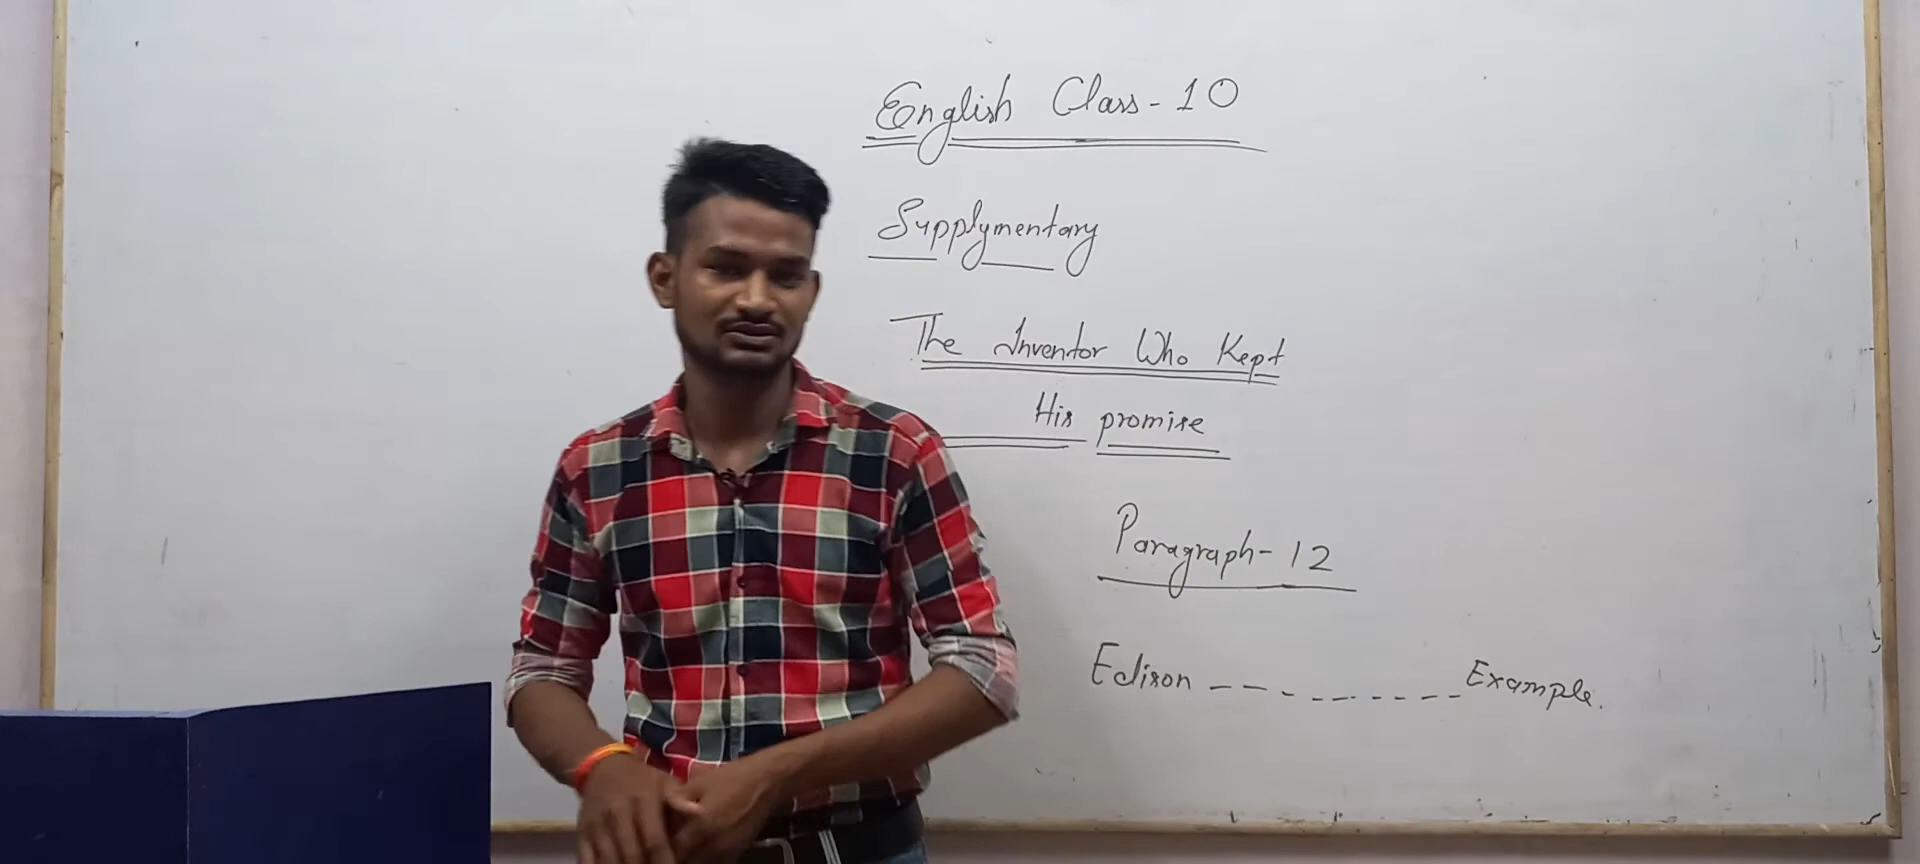 English Class-10
Supplymentary
The Inventor Who Kept
His promise
Paragraph-12
Edison --------- Example.